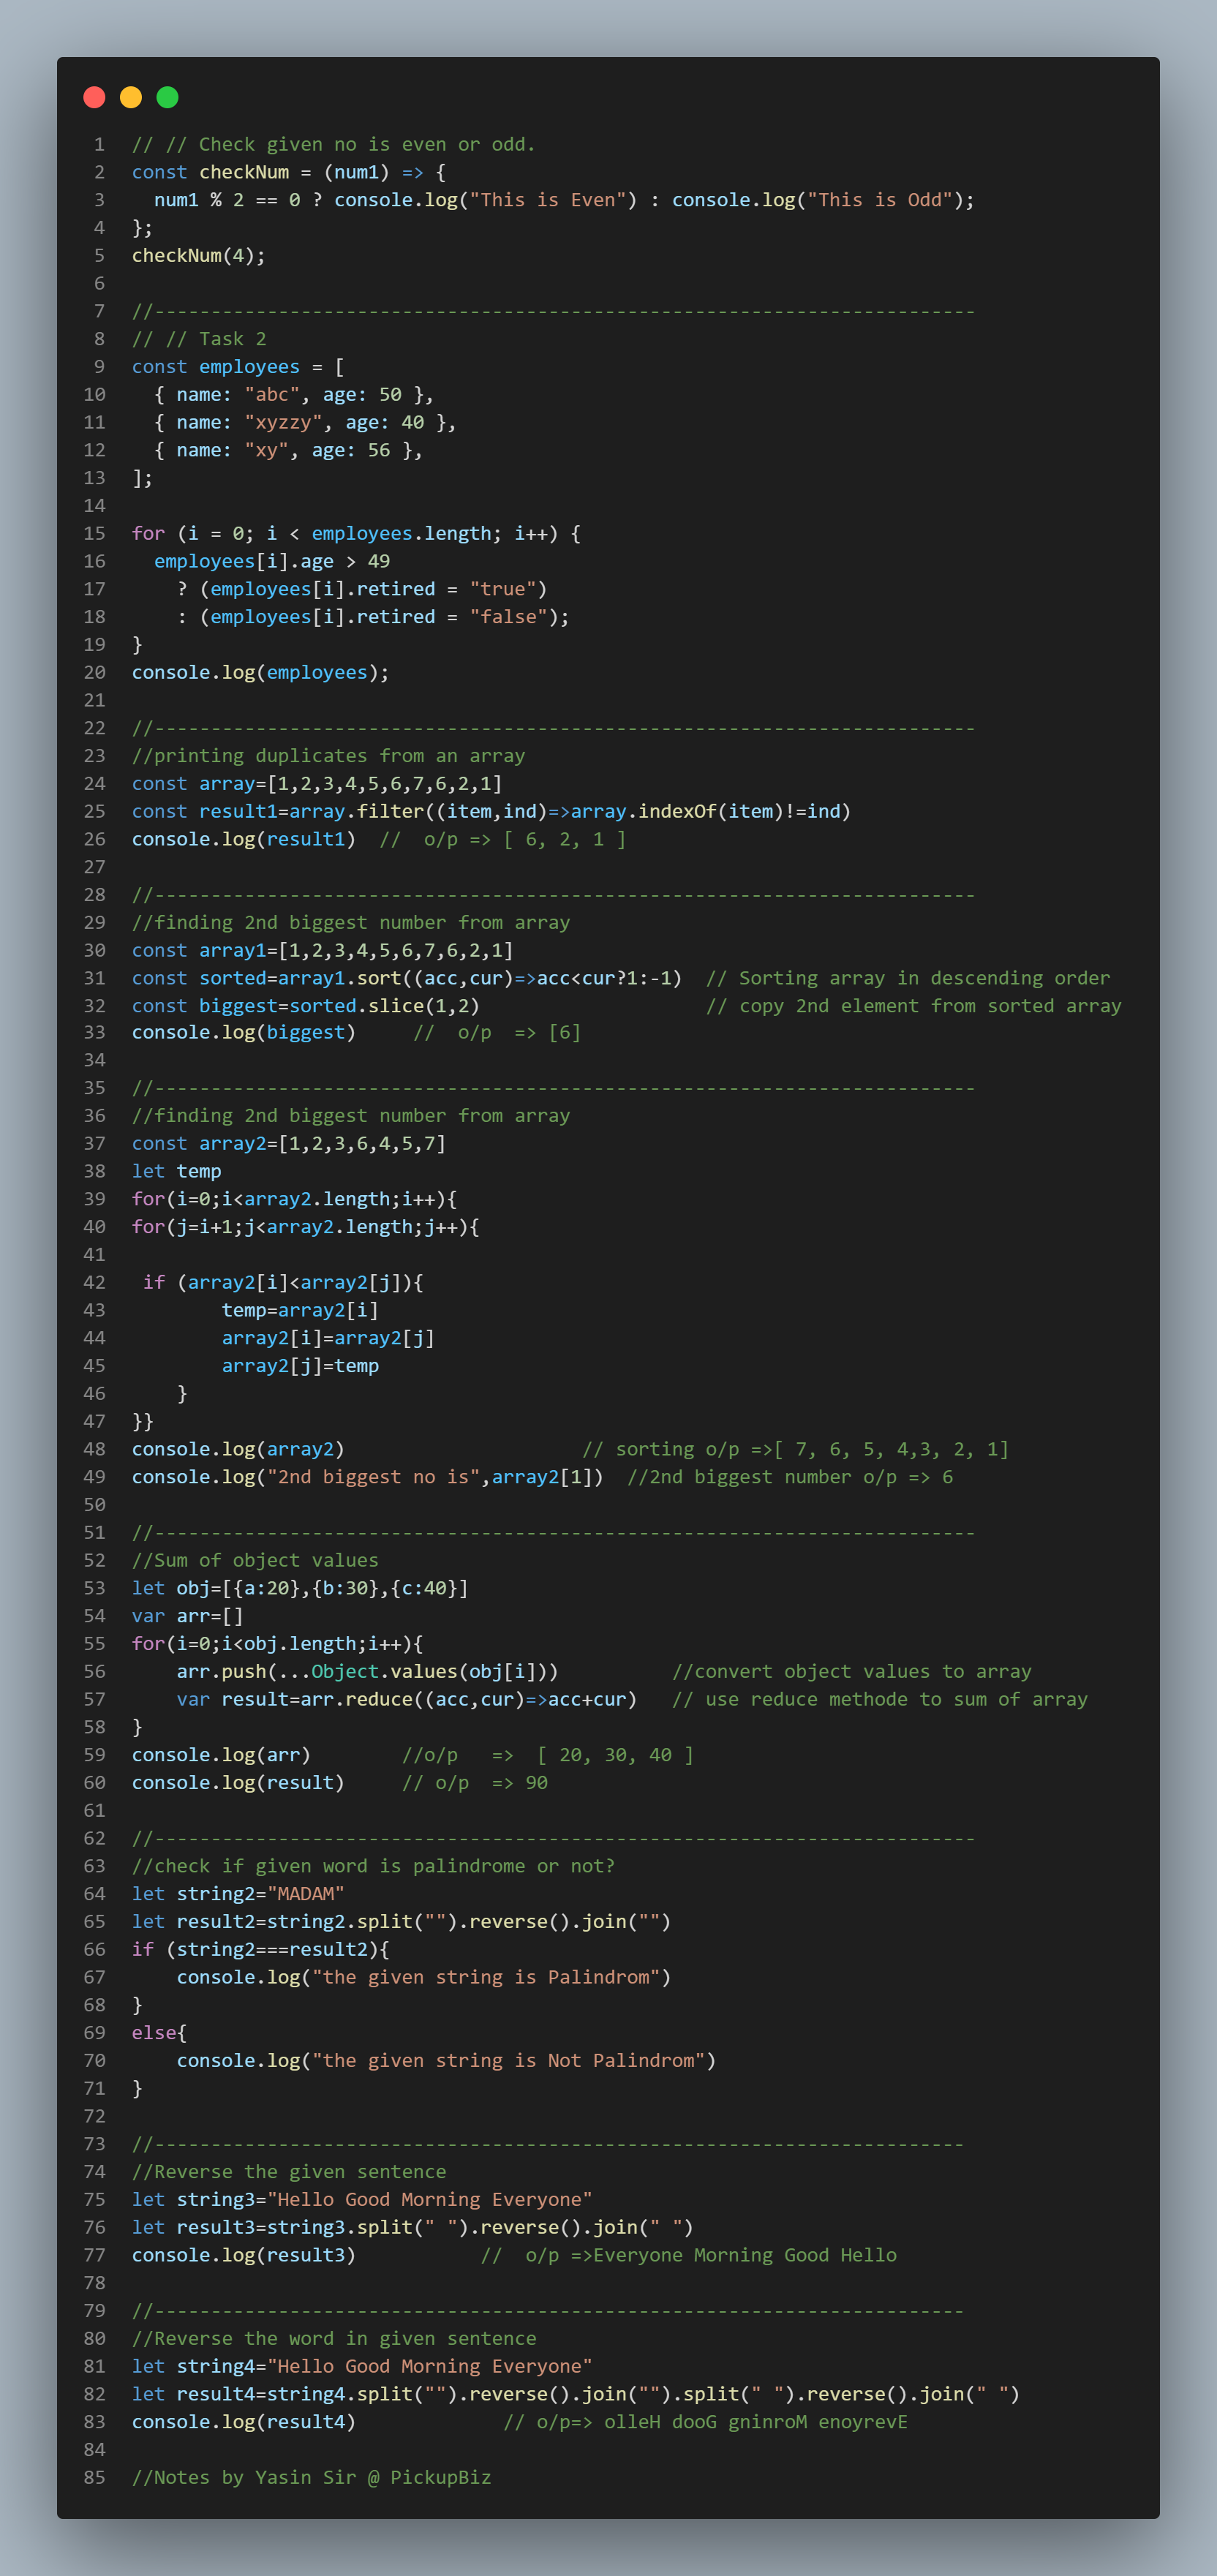 1 // // Check given no is even or odd.
2 const checkNum = (num1) => {
3   num1 % 2 == 0 ? console.log("This is Even") : console.log("This is Odd");
4 };
5 checkNum(4);
6
7 //-------------------------------------------------------------------------
8 // // Task 2
9 const employees = [
10   { name: "abc", age: 50 },
11   { name: "xyzzy", age: 40 },
12   { name: "xy", age: 56 },
13 ];
14
15 for (i = 0; i < employees.length; i++) {
16   employees[i].age > 49
17     ? (employees[i].retired = "true")
18     : (employees[i].retired = "false");
19 }
20 console.log(employees);
21
22 //-------------------------------------------------------------------------
23 //printing duplicates from an array
24 const array=[1,2,3,4,5,6,7,6,2,1]
25 const result1=array.filter((item,ind)=>array.indexOf(item)!=ind)
26 console.log(result1)  //  o/p => [ 6, 2, 1 ]
27
28 //-------------------------------------------------------------------------
29 //finding 2nd biggest number from array
30 const array1=[1,2,3,4,5,6,7,6,2,1]
31 const sorted=array1.sort((acc,cur)=>acc<cur?1:-1)  // Sorting array in descending order
32 const biggest=sorted.slice(1,2)                    // copy 2nd element from sorted array
33 console.log(biggest)     //  o/p  => [6]
34
35 //-------------------------------------------------------------------------
36 //finding 2nd biggest number from array
37 const array2=[1,2,3,6,4,5,7]
38 let temp
39 for(i=0;i<array2.length;i++){
40 for(j=i+1;j<array2.length;j++){
41
42  if (array2[i]<array2[j]){
43         temp=array2[i]
44         array2[i]=array2[j]
45         array2[j]=temp
46     }
47 }}
48 console.log(array2)                     // sorting o/p =>[ 7, 6, 5, 4,3, 2, 1]
49 console.log("2nd biggest no is",array2[1])  //2nd biggest number o/p => 6
50
51 //-------------------------------------------------------------------------
52 //Sum of object values
53 let obj=[{a:20},{b:30},{c:40}]
54 var arr=[]
55 for(i=0;i<obj.length;i++){
56     arr.push(...Object.values(obj[i]))          //convert object values to array
57     var result=arr.reduce((acc,cur)=>acc+cur)   // use reduce methode to sum of array
58 }
59 console.log(arr)        //o/p   =>  [ 20, 30, 40 ]
60 console.log(result)     // o/p  => 90
61
62 //-------------------------------------------------------------------------
63 //check if given word is palindrome or not?
64 let string2="MADAM"
65 let result2=string2.split("").reverse().join("")
66 if (string2===result2){
67     console.log("the given string is Palindrom")
68 }
69 else{
70     console.log("the given string is Not Palindrom")
71 }
72
73 //------------------------------------------------------------------------
74 //Reverse the given sentence
75 let string3="Hello Good Morning Everyone"
76 let result3=string3.split(" ").reverse().join(" ")
77 console.log(result3)           //  o/p =>Everyone Morning Good Hello
78
79 //------------------------------------------------------------------------
80 //Reverse the word in given sentence
81 let string4="Hello Good Morning Everyone"
82 let result4=string4.split("").reverse().join("").split(" ").reverse().join(" ")
83 console.log(result4)             // o/p=> olleH dooG gninroM enoyrevE
84
85 //Notes by Yasin Sir @ PickupBiz